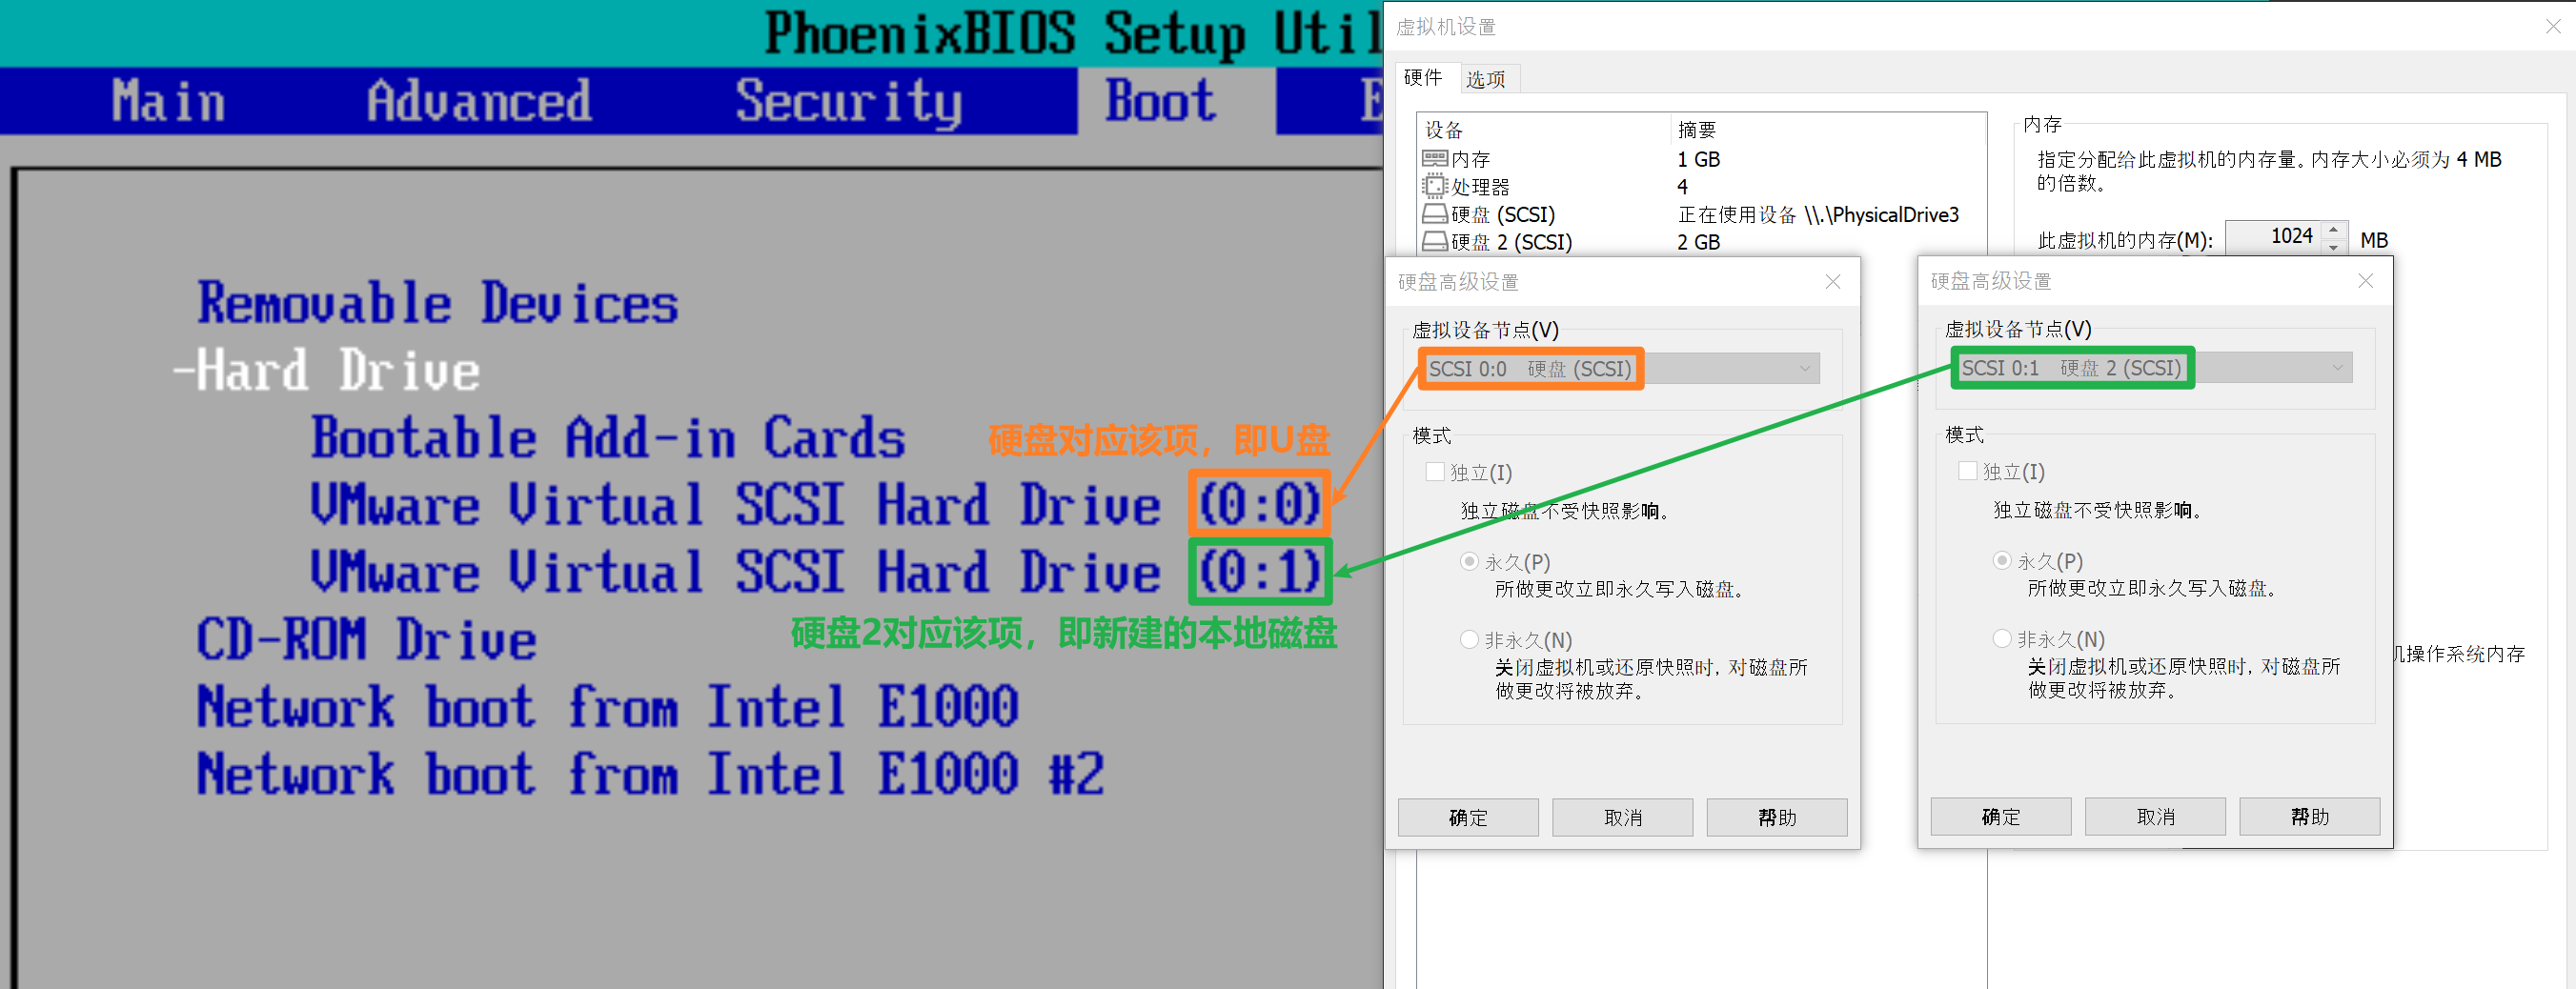 PhoenixBIOS Setup Util
Main Advanced Security Boot E
Removable Devices
-Hard Drive
Bootable Add-in Cards
硬盘对应该项，即U盘
VMware Virtual SCSI Hard Drive (0:0)
VMware Virtual SCSI Hard Drive (0:1)
硬盘2对应该项，即新建的本地磁盘
CD-ROM Drive
Network boot from Intel E1000
Network boot from Intel E1000 #2
虚拟机设置
硬件 选项
设备 摘要
内存 1 GB
处理器 4
硬盘 (SCSI) 正在使用设备 \\.\PhysicalDrive3
硬盘 2 (SCSI) 2 GB
内存
指定分配给此虚拟机的内存量。内存大小必须为 4 MB
的倍数。
此虚拟机的内存(M): 1024 MB
硬盘高级设置
虚拟设备节点(V)
SCSI 0:0 硬盘 (SCSI)
模式
独立(I)
独立磁盘不受快照影响。
永久(P)
所做更改立即永久写入磁盘。
非永久(N)
关闭虚拟机或还原快照时, 对磁盘所
做更改将被放弃。
确定 取消 帮助
硬盘高级设置
虚拟设备节点(V)
SCSI 0:1 硬盘 2 (SCSI)
模式
独立(I)
独立磁盘不受快照影响。
永久(P)
所做更改立即永久写入磁盘。
非永久(N)
关闭虚拟机或还原快照时, 对磁盘所
做更改将被放弃。
确定 取消 帮助
机操作系统内存